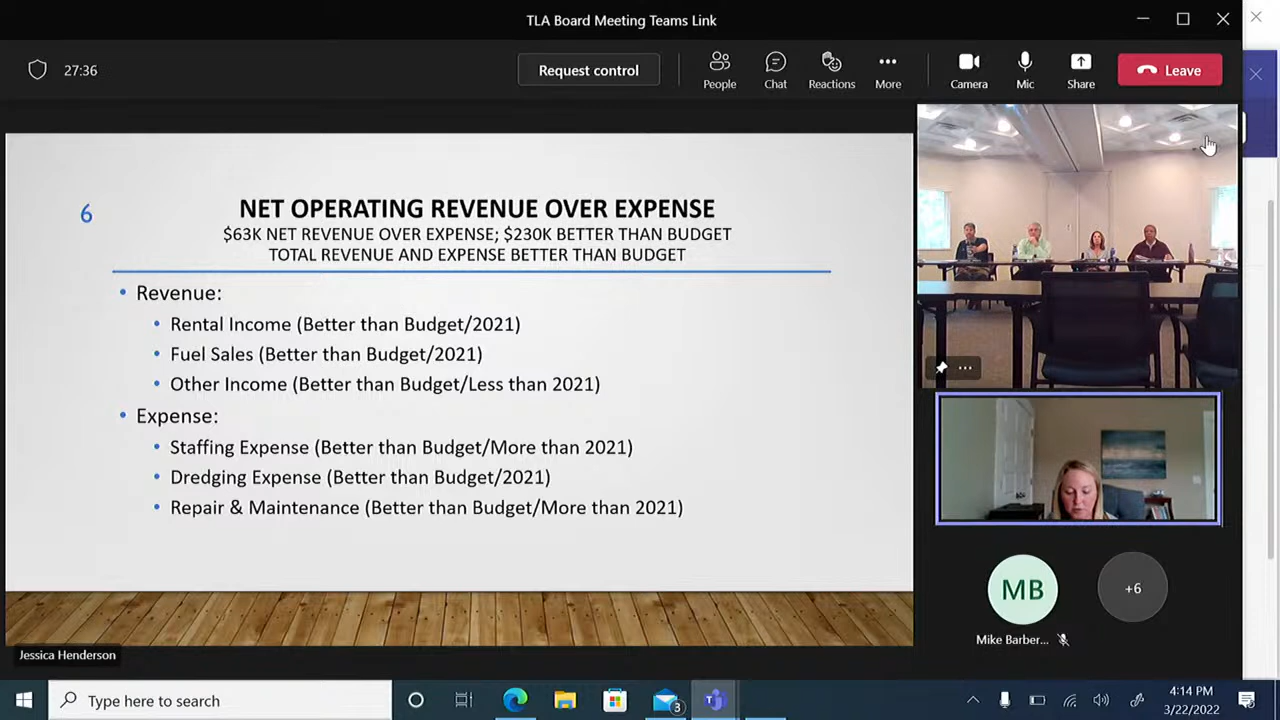 TLA Board Meeting Teams Link
27:36
Request control
People
Chat
Reactions
More
Camera
Mic
Share
Leave
6
NET OPERATING REVENUE OVER EXPENSE
$63K NET REVENUE OVER EXPENSE; $230K BETTER THAN BUDGET
TOTAL REVENUE AND EXPENSE BETTER THAN BUDGET
• Revenue:
• Rental Income (Better than Budget/2021)
• Fuel Sales (Better than Budget/2021)
• Other Income (Better than Budget/Less than 2021)
• Expense:
• Staffing Expense (Better than Budget/More than 2021)
• Dredging Expense (Better than Budget/2021)
• Repair & Maintenance (Better than Budget/More than 2021)
Jessica Henderson
MB
Mike Barber...
+6
Type here to search
3
4:14 PM
3/22/2022